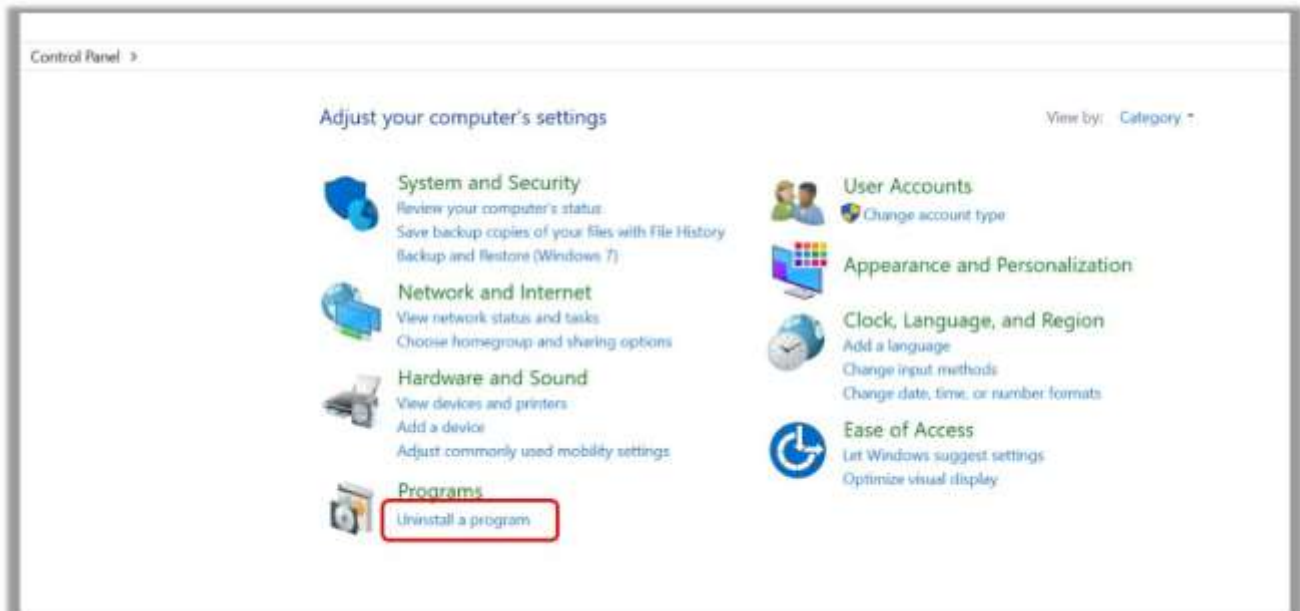 Control Panel >
Adjust your computer's settings
View by: Category
System and Security
Review your computer's status
Save backup copies of your files with File History
Backup and Restore (Windows 7)
Network and Internet
View network status and tasks
Choose homegroup and sharing options
Hardware and Sound
View devices and printers
Add a device
Adjust commonly used mobility settings
Programs
Uninstall a program
User Accounts
Change account type
Appearance and Personalization
Clock, Language, and Region
Add a language
Change input methods
Change date, time, or number formats
Ease of Access
Let Windows suggest settings
Optimize visual display